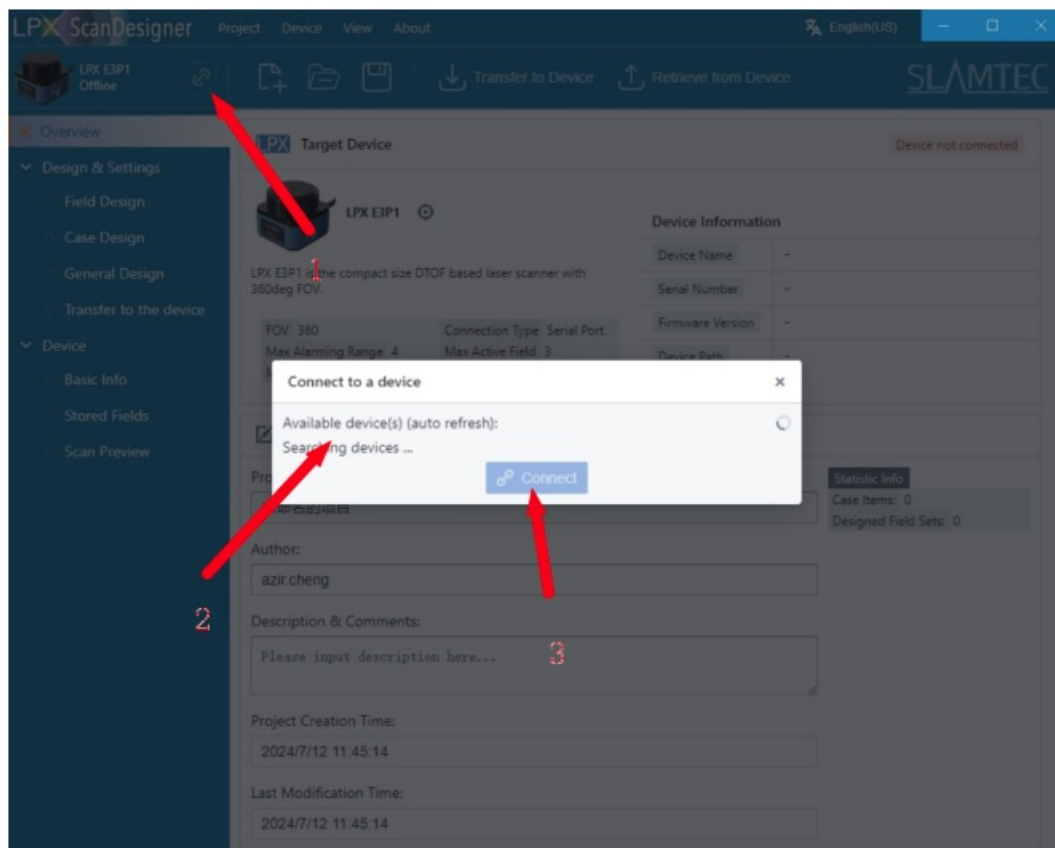 LPX ScanDesigner Project Device View About English(US)
LPX E3P1
Offline
Transfer to Device Retrieve from Device SLAMTEC
Overview
LPX Target Device Device not connected
Design & Settings
Field Design
Case Design
General Design
Transfer to the device
Device
Basic Info
Stored Fields
Scan Preview
LPX E3P1
LPX E3P1 is the compact size DTOF based laser scanner with
360deg FOV.
FOV 360 Connection Type Serial Port
Max Alarming Range 4 Max Active Field 3
Device Information
Device Name -
Serial Number -
Firmware Version -
Device Path -
1
Connect to a device
Available device(s) (auto refresh):
Searching devices ...
Connect
2
3
Statistic Info
Case Items: 0
Designed Field Sets: 0
命名的项目
Author:
azir.cheng
Description & Comments:
Please input description here...
Project Creation Time:
2024/7/12 11:45:14
Last Modification Time:
2024/7/12 11:45:14